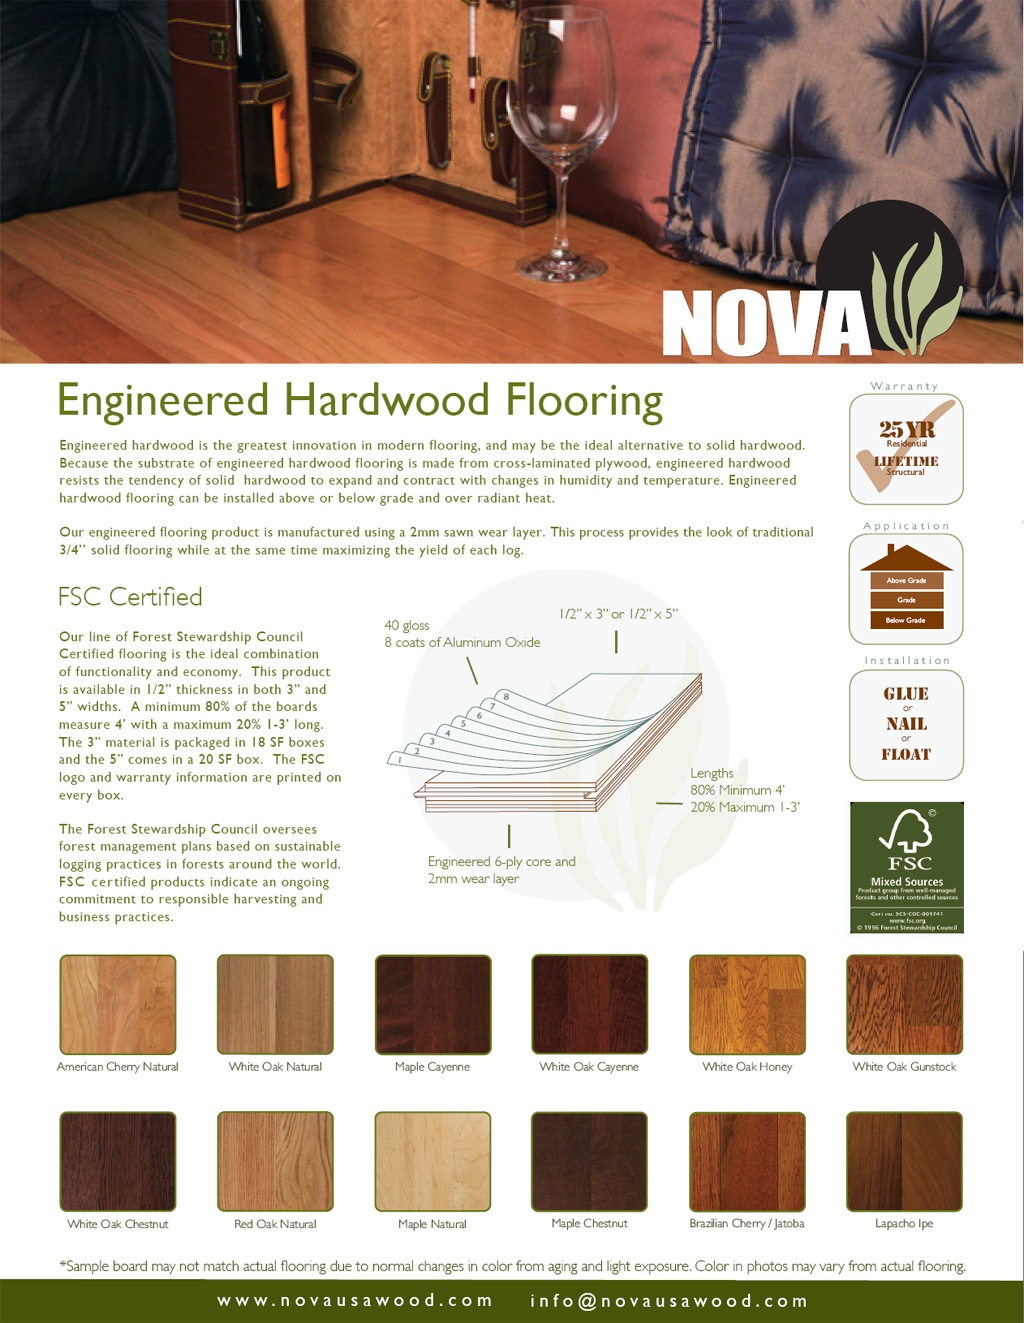 NOVA
Engineered Hardwood Flooring
Engineered hardwood is the greatest innovation in modern flooring, and may be the ideal alternative to solid hardwood.
Because the substrate of engineered hardwood flooring is made from cross-laminated plywood, engineered hardwood
resists the tendency of solid hardwood to expand and contract with changes in humidity and temperature. Engineered
hardwood flooring can be installed above or below grade and over radiant heat.
Our engineered flooring product is manufactured using a 2mm sawn wear layer. This process provides the look of traditional
3/4’’ solid flooring while at the same time maximizing the yield of each log.
FSC Certified
Our line of Forest Stewardship Council
Certified flooring is the ideal combination
of functionality and economy. This product
is available in 1/2” thickness in both 3” and
5” widths. A minimum 80% of the boards
measure 4’ with a maximum 20% 1-3’ long.
The 3” material is packaged in 18 SF boxes
and the 5” comes in a 20 SF box. The FSC
logo and warranty information are printed on
every box.
The Forest Stewardship Council oversees
forest management plans based on sustainable
logging practices in forests around the world.
FSC certified products indicate an ongoing
commitment to responsible harvesting and
business practices.
40 gloss
8 coats of Aluminum Oxide
1/2” x 3” or 1/2” x 5”
8
7
6
5
4
3
2
1
Lengths
80% Minimum 4’
20% Maximum 1-3’
Engineered 6-ply core and
2mm wear layer
Warranty
25 YR
Residential
LIFETIME
Structural
Application
Above Grade
Grade
Below Grade
Installation
GLUE
or
NAIL
or
FLOAT
©
FSC
Mixed Sources
Product group from well-managed
forests and other controlled sources
Cert no. SCS-COC-001741
www.fsc.org
© 1996 Forest Stewardship Council
American Cherry Natural
White Oak Natural
Maple Cayenne
White Oak Cayenne
White Oak Honey
White Oak Gunstock
White Oak Chestnut
Red Oak Natural
Maple Natural
Maple Chestnut
Brazilian Cherry / Jatoba
Lapacho Ipe
*Sample board may not match actual flooring due to normal changes in color from aging and light exposure. Color in photos may vary from actual flooring.
www.novausawood.com info@novausawood.com